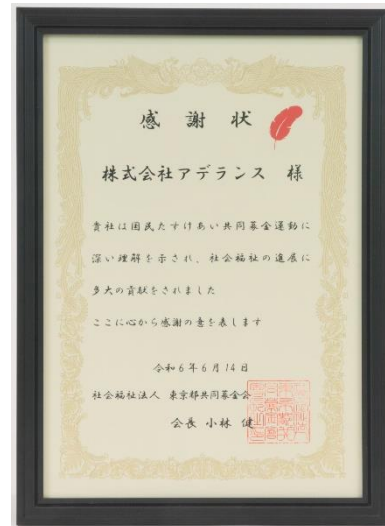 感謝状
株式会社アデランス 様
貴社は国民たすけあい共同募金運動に
深い理解を示され、社会福祉の進展に
多大の貢献をされました
ここに心から感謝の意を表します
令和6年6月14日
社会福祉法人 東京都共同募金会
会長 小林 健